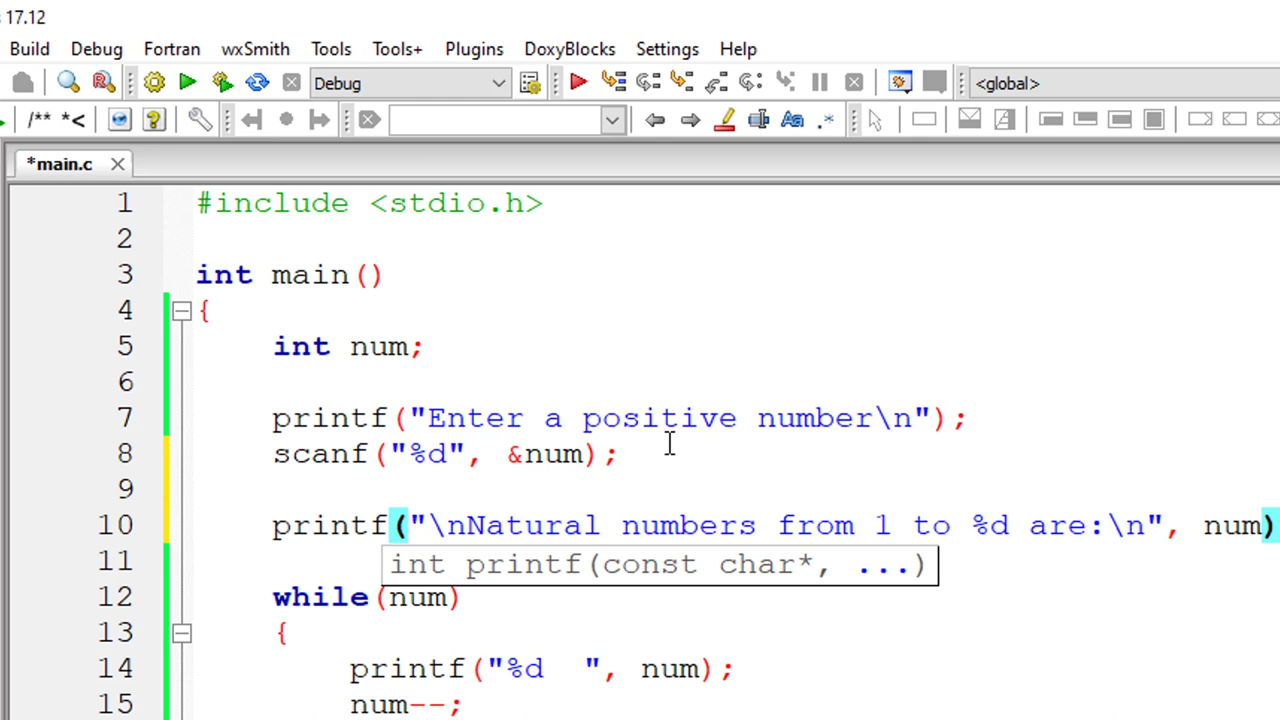 17.12
Build Debug Fortran wxSmith Tools Tools+ Plugins DoxyBlocks Settings Help
Debug <global>
/** *<
*main.c
1 #include <stdio.h>
2
3 int main()
4 {
5 int num;
6
7 printf("Enter a positive number\n");
8 scanf("%d", &num);
9
10 printf("\nNatural numbers from 1 to %d are:\n", num)
11 int printf(const char*, ...)
12 while(num)
13 {
14 printf("%d  ", num);
15 num--;